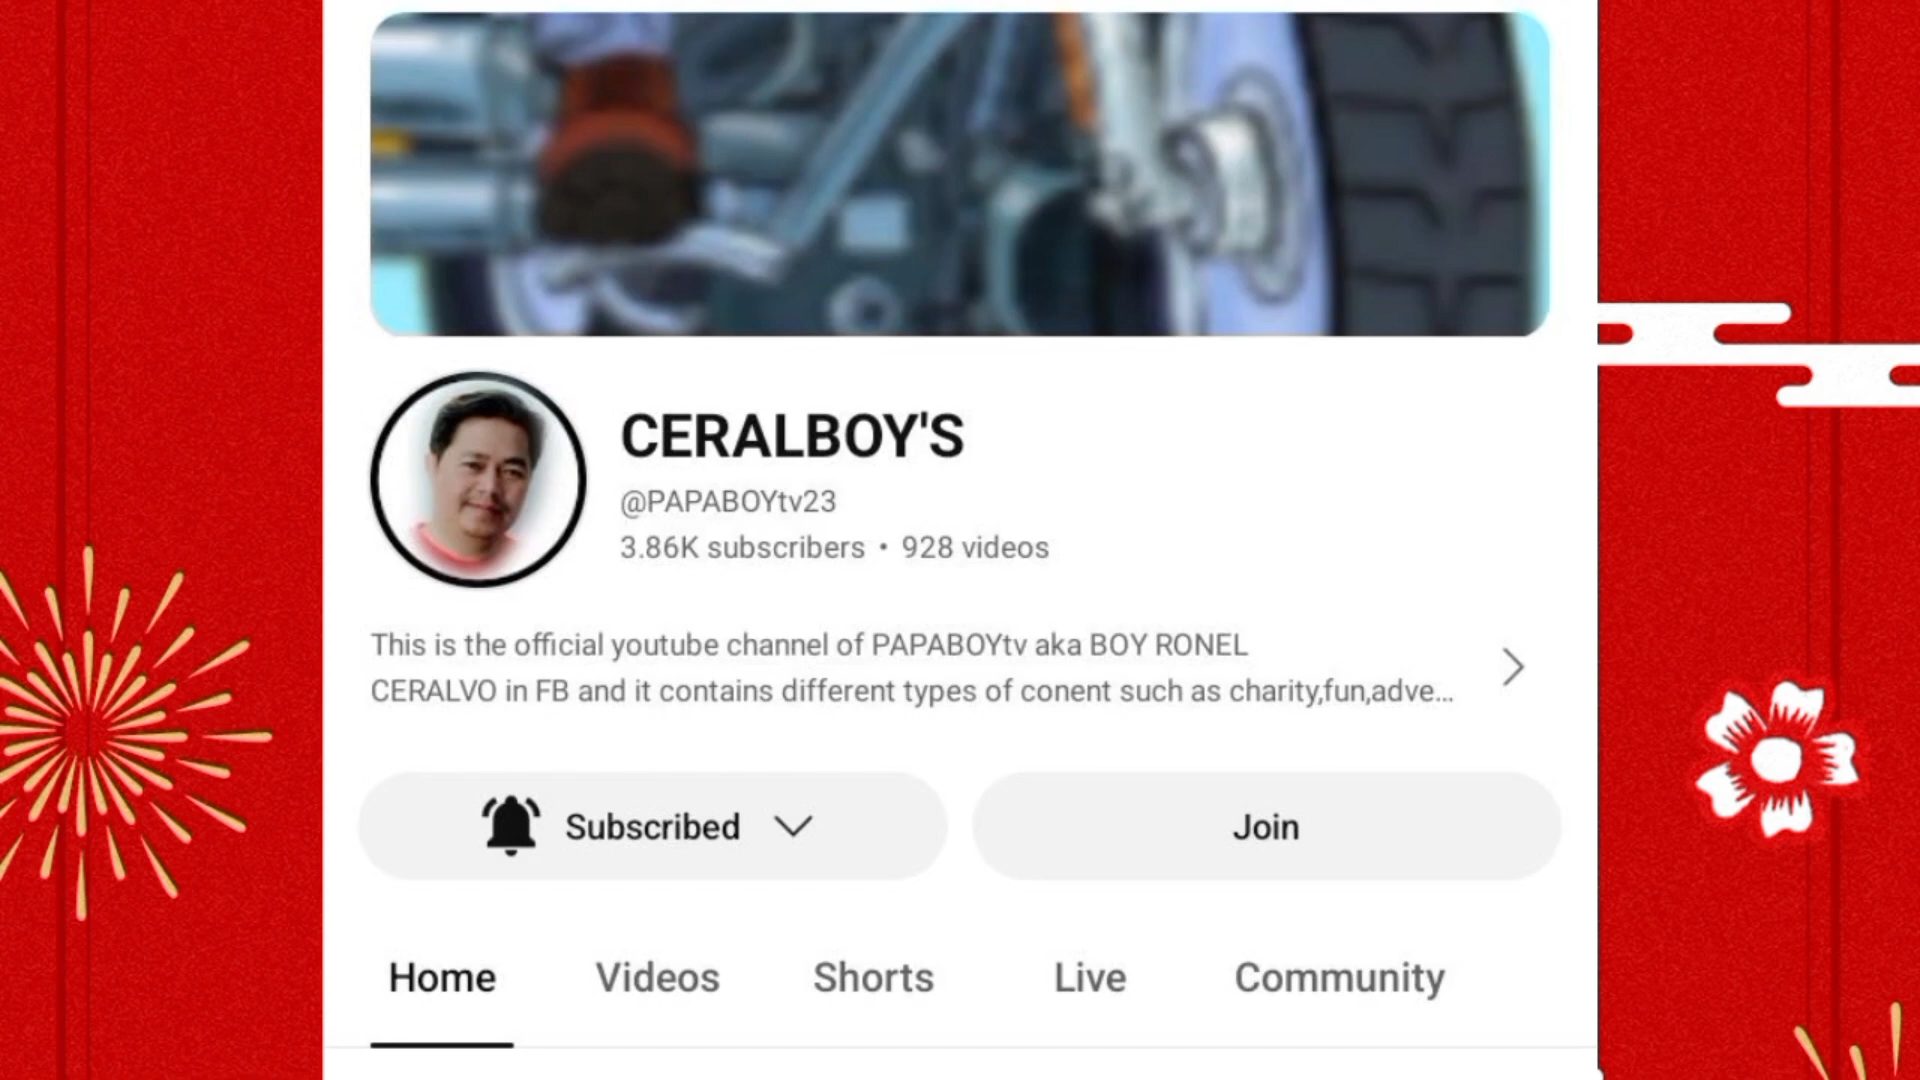 CERALBOY'S
@PAPABOYtv23
3.86K subscribers • 928 videos
This is the official youtube channel of PAPABOYtv aka BOY RONEL
CERALVO in FB and it contains different types of conent such as charity,fun,adve...
Subscribed
Join
Home Videos Shorts Live Community